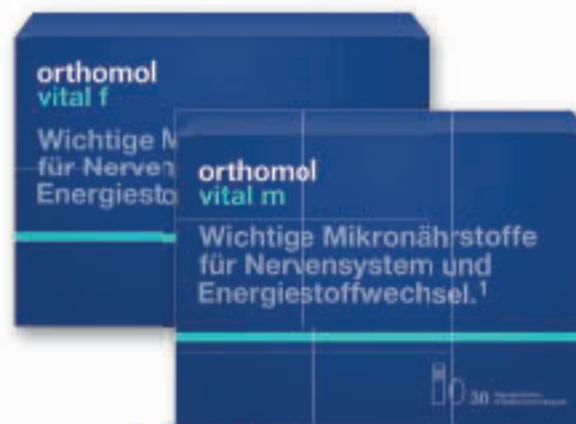 orthomol
vital f
Wichtige M
für Nerven
Energiesto
orthomol
vital m
Wichtige Mikronährstoffe
für Nervensystem und
Energiestoffwechsel.¹
30